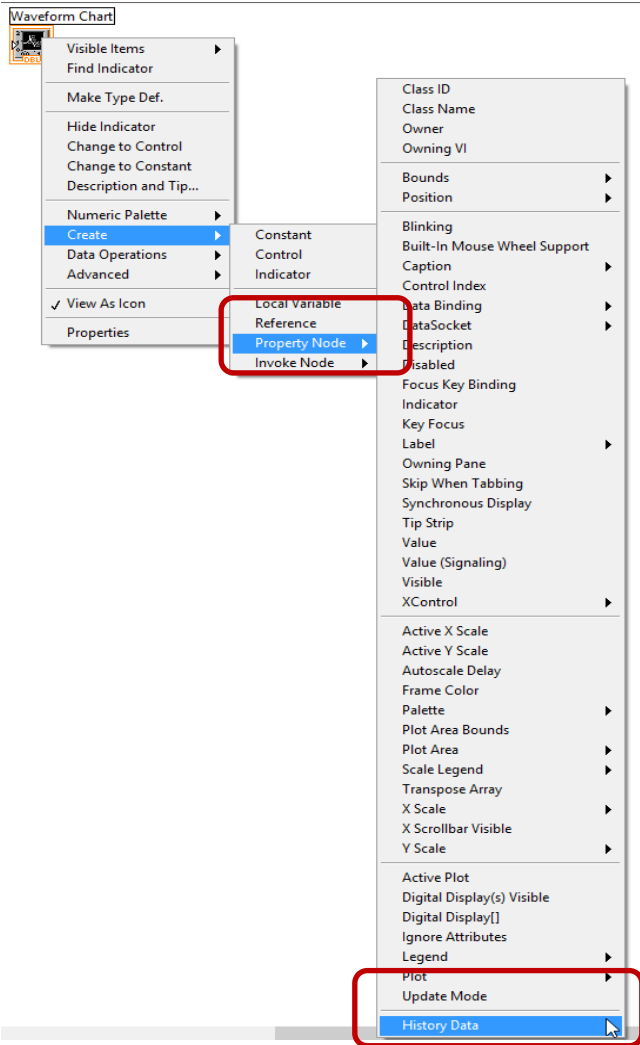 Waveform Chart
DBL
Visible Items
Find Indicator
Make Type Def.
Hide Indicator
Change to Control
Change to Constant
Description and Tip...
Numeric Palette
Create
Data Operations
Advanced
View As Icon
Properties
Constant
Control
Indicator
Local Variable
Reference
Property Node
Invoke Node
Class ID
Class Name
Owner
Owning VI
Bounds
Position
Blinking
Built-In Mouse Wheel Support
Caption
Control Index
Data Binding
DataSocket
Description
Disabled
Focus Key Binding
Indicator
Key Focus
Label
Owning Pane
Skip When Tabbing
Synchronous Display
Tip Strip
Value
Value (Signaling)
Visible
XControl
Active X Scale
Active Y Scale
Autoscale Delay
Frame Color
Palette
Plot Area Bounds
Plot Area
Scale Legend
Transpose Array
X Scale
X Scrollbar Visible
Y Scale
Active Plot
Digital Display(s) Visible
Digital Display[]
Ignore Attributes
Legend
Plot
Update Mode
History Data